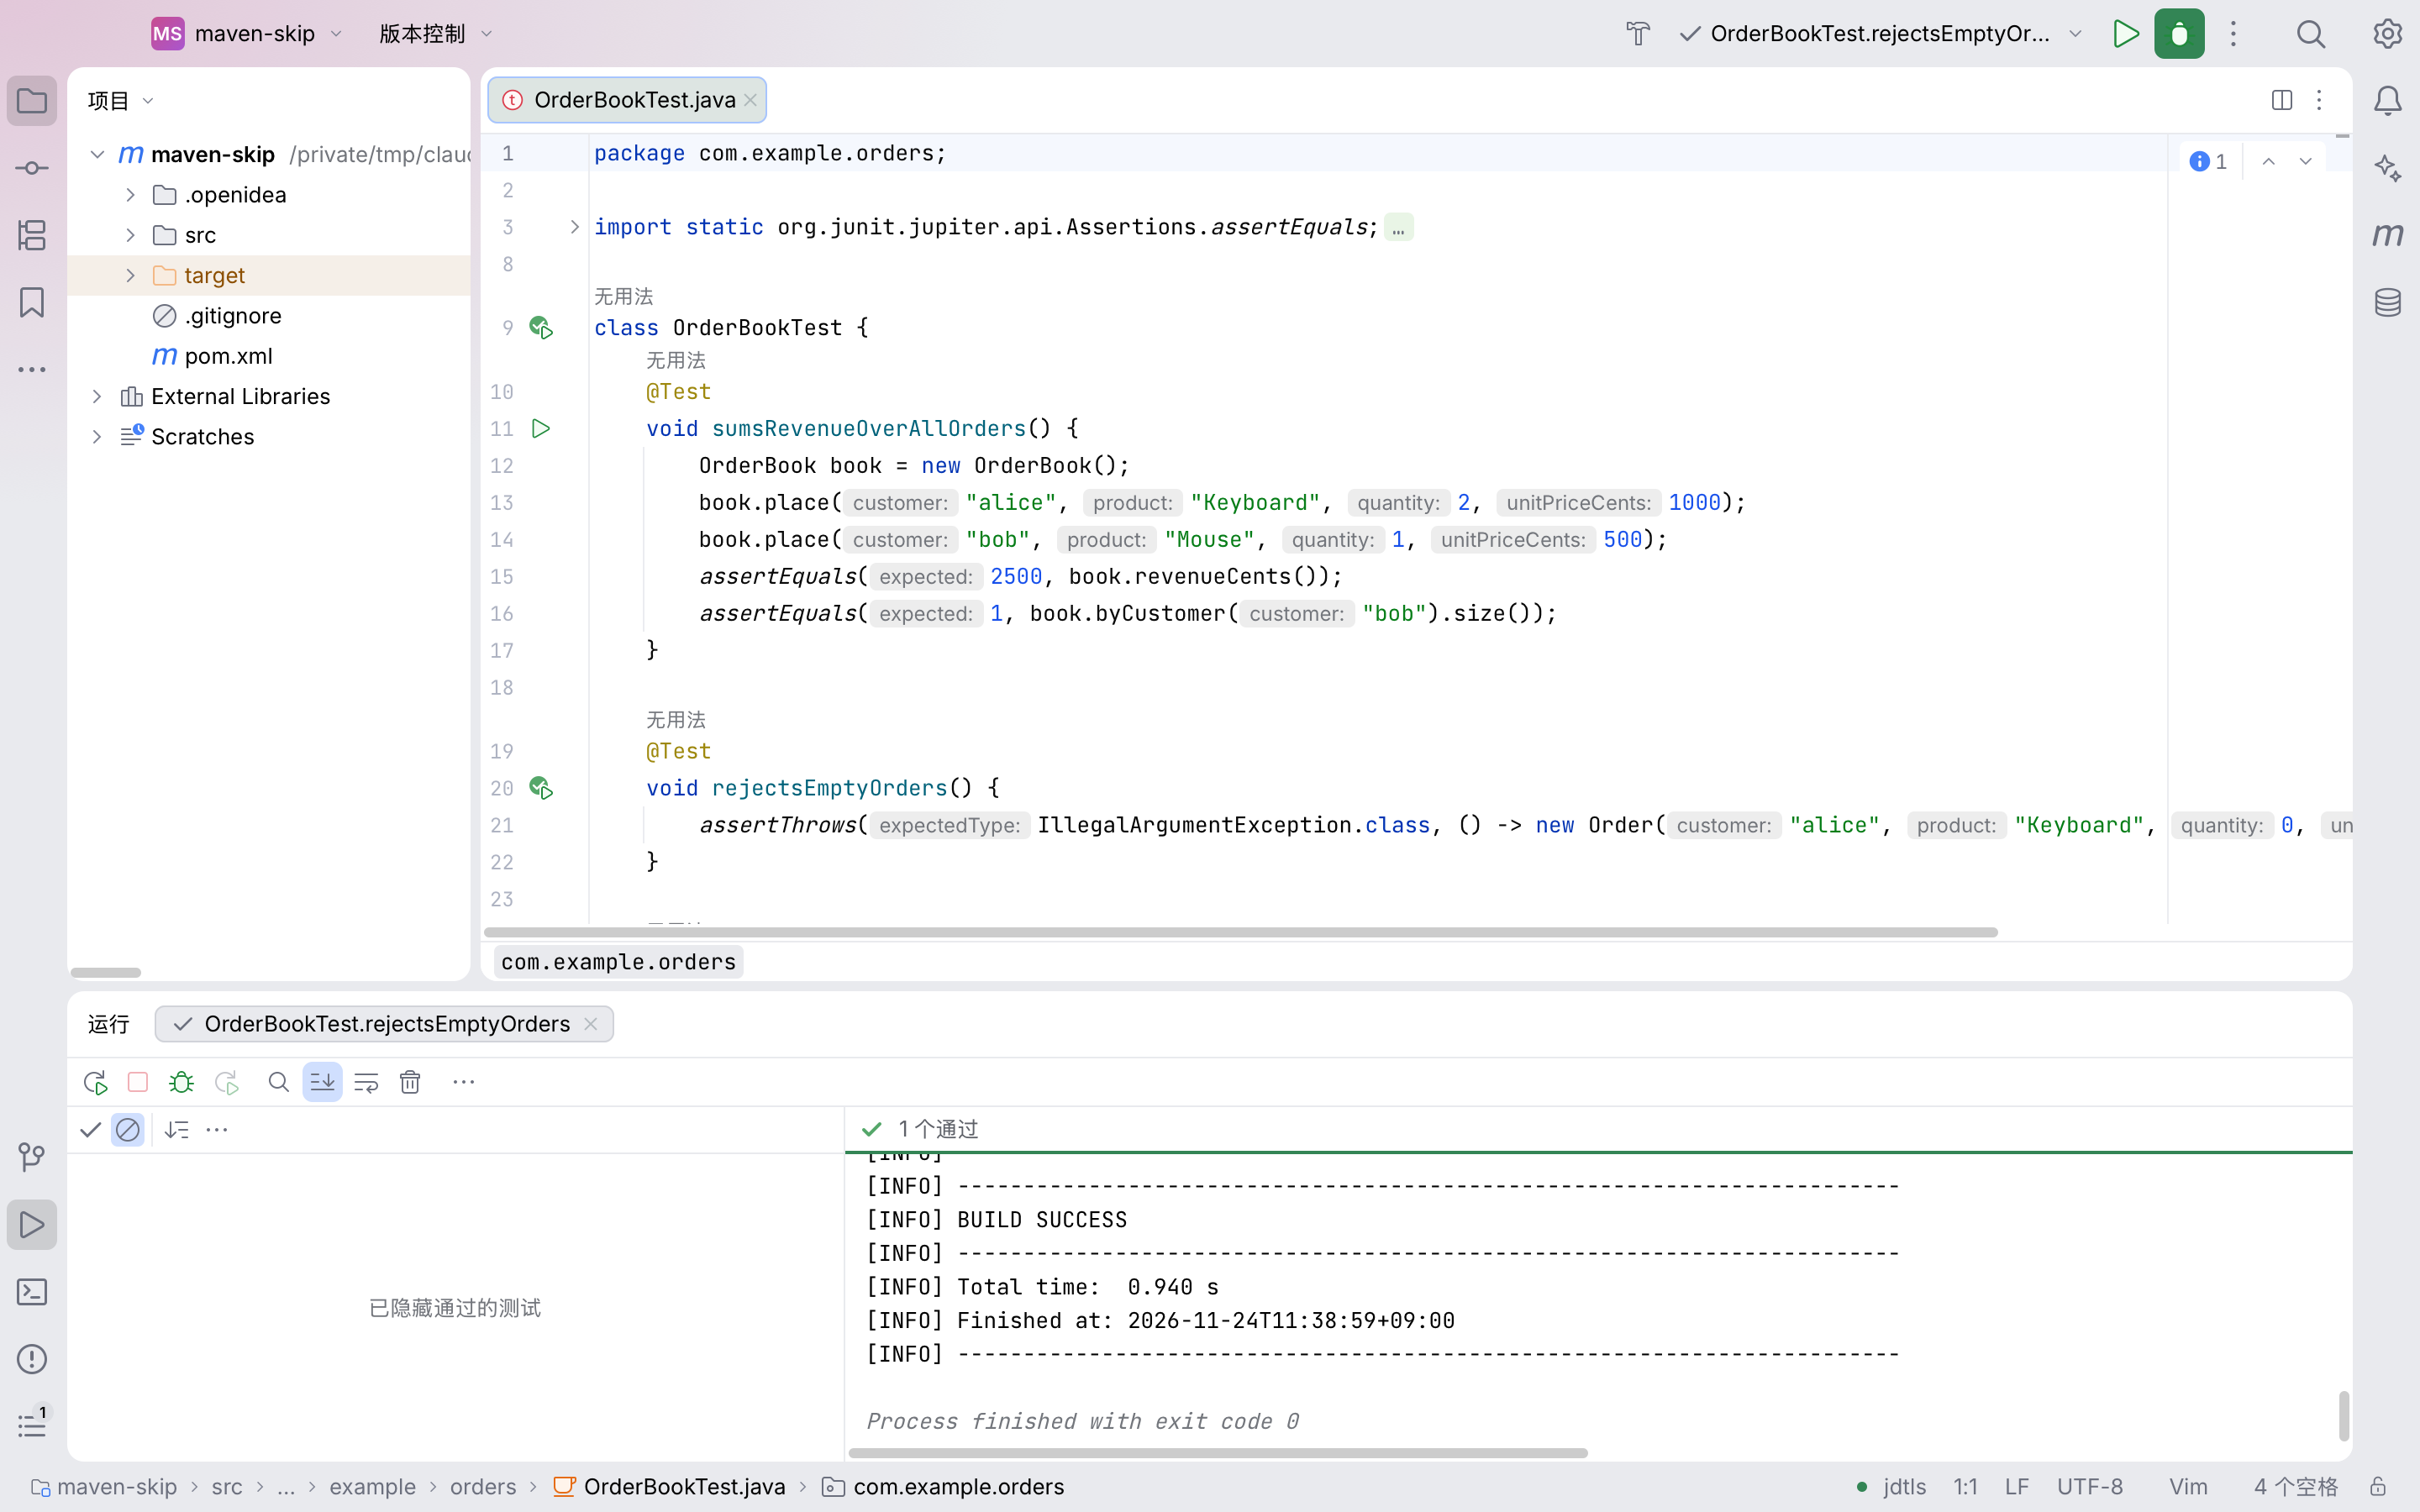 MS maven-skip 版本控制 OrderBookTest.rejectsEmptyOr...
项目
OrderBookTest.java
maven-skip /private/tmp/clauc
.openidea
src
target
.gitignore
pom.xml
External Libraries
Scratches
1 package com.example.orders;
1
2
3 import static org.junit.jupiter.api.Assertions.assertEquals;...
8
无用法
9 class OrderBookTest {
无用法
10 @Test
11 void sumsRevenueOverAllOrders() {
12 OrderBook book = new OrderBook();
13 book.place( customer: "alice", product: "Keyboard", quantity: 2, unitPriceCents: 1000);
14 book.place( customer: "bob", product: "Mouse", quantity: 1, unitPriceCents: 500);
15 assertEquals( expected: 2500, book.revenueCents());
16 assertEquals( expected: 1, book.byCustomer( customer: "bob").size());
17 }
18
无用法
19 @Test
20 void rejectsEmptyOrders() {
21 assertThrows( expectedType: IllegalArgumentException.class, () -> new Order( customer: "alice", product: "Keyboard", quantity: 0, un
22 }
23
com.example.orders
运行 OrderBookTest.rejectsEmptyOrders
1 个通过
已隐藏通过的测试
[INFO]
[INFO] ------------------------------------------------------------------------
[INFO] BUILD SUCCESS
[INFO] ------------------------------------------------------------------------
[INFO] Total time:  0.940 s
[INFO] Finished at: 2026-11-24T11:38:59+09:00
[INFO] ------------------------------------------------------------------------
Process finished with exit code 0
1
maven-skip › src › ... › example › orders › OrderBookTest.java › com.example.orders
jdtls 1:1 LF UTF-8 Vim 4 个空格